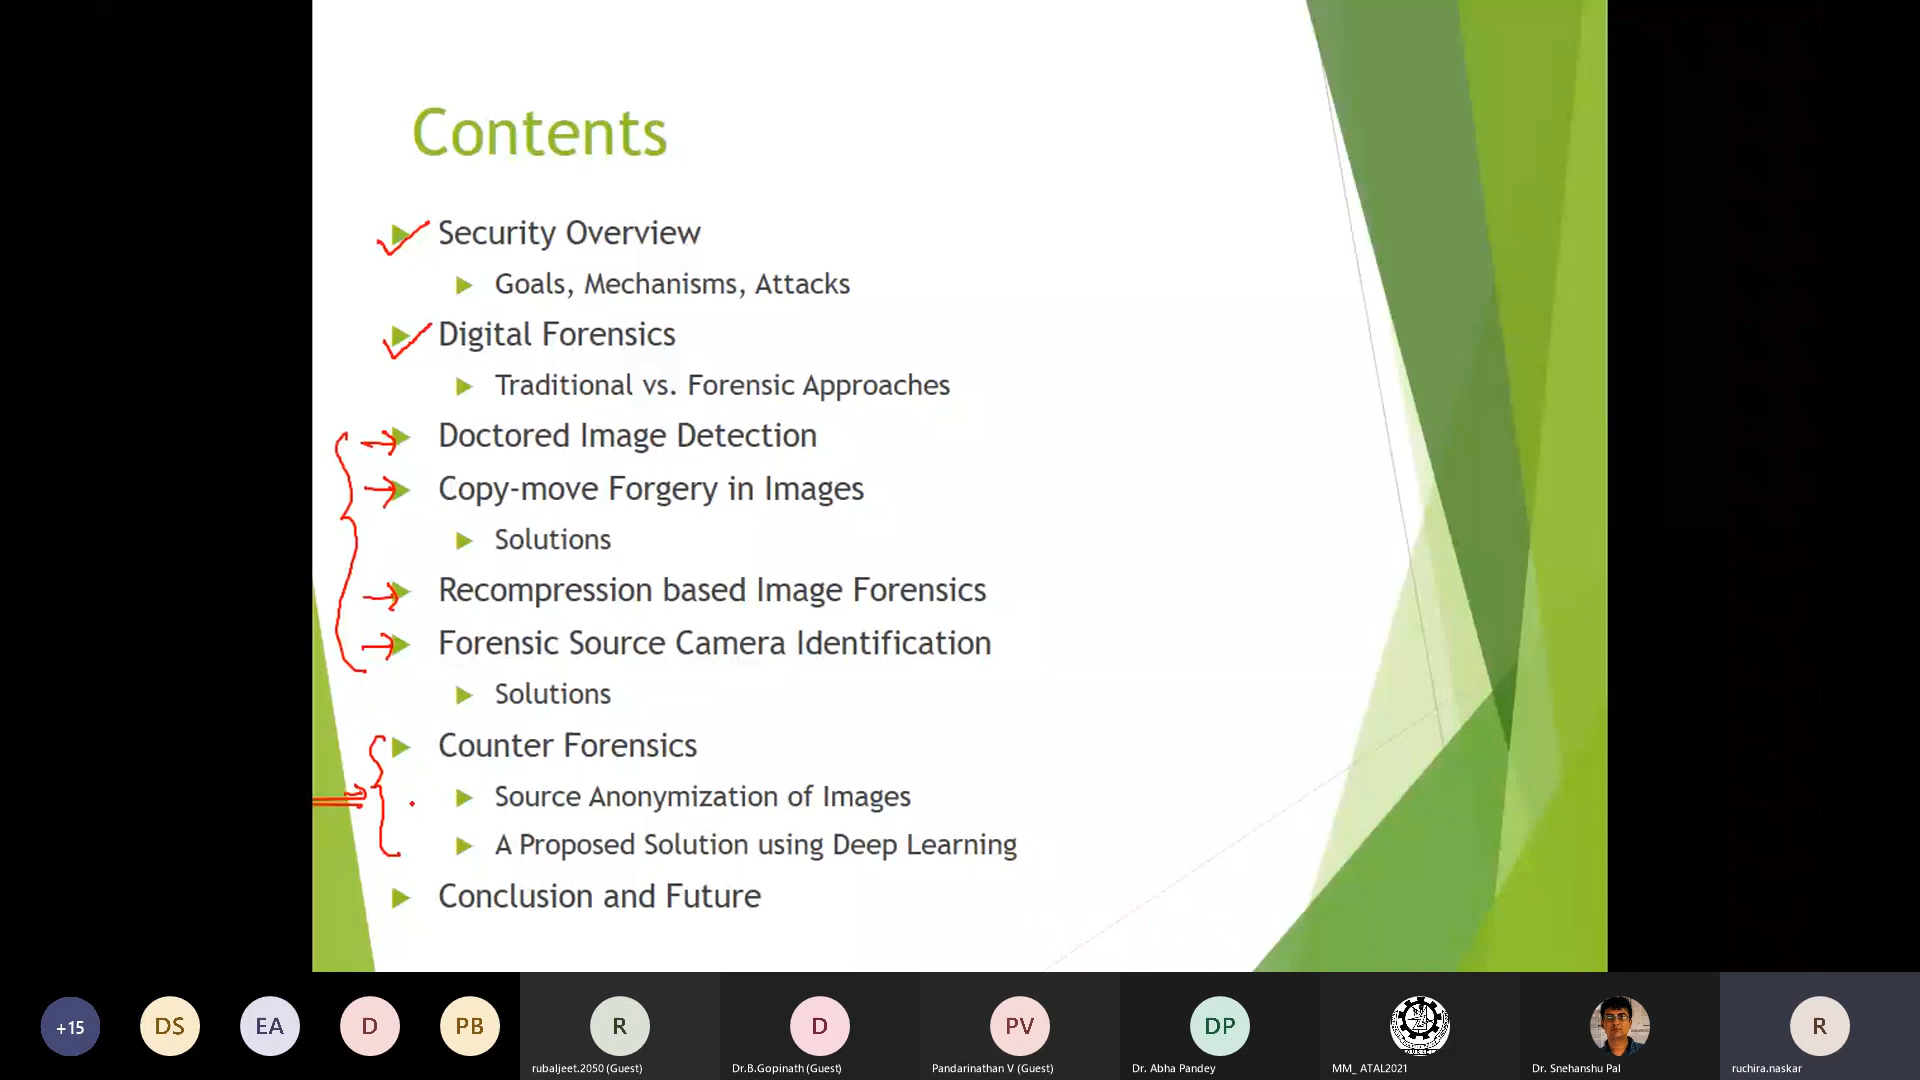 Contents
Security Overview
Goals, Mechanisms, Attacks
Digital Forensics
Traditional vs. Forensic Approaches
Doctored Image Detection
Copy-move Forgery in Images
Solutions
Recompression based Image Forensics
Forensic Source Camera Identification
Solutions
Counter Forensics
Source Anonymization of Images
A Proposed Solution using Deep Learning
Conclusion and Future
+15 DS EA D PB R D PV DP R
rubaljeet.2050 (Guest) Dr.B.Gopinath (Guest) Pandarinathan V (Guest) Dr. Abha Pandey MM_ ATAL2021 Dr. Snehanshu Pal ruchira.naskar